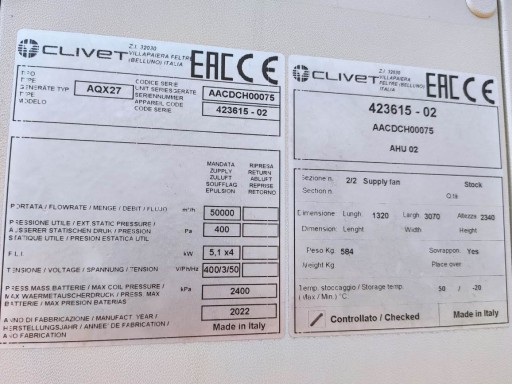 CLIVET
Z.I. 32030
VILLAPAIERA FELTRE
(BELLUNO) ITALIA
EAC CE
TIPO
TYPE
GENERÄTE TYP
TYPE
MODELO
AQX27
CODICE SERIE
UNIT SERIES
SERIENNUMMER
APPAREIL CODE
CODE SERIE
AACDCH00075
423615 - 02
MANDATA RIPRESA
SUPPLY RETURN
ZULUFT ABLUFT
SOUFFLAG REPRISE
EPULSION RETORNO
PORTATA / FLOWRATE / MENGE / DEBIT / FLUJO m³/h 50000
PRESSIONE UTILE / EXT STATIC PRESSURE /
AUSSERER STATISCHEN DRUK / PRESSION Pa 400
STATIQUE UTILE / PRESION ESTATICA UTIL
F.L.I. kW 5,1 x4
TENSIONE / VOLTAGE / SPANNUNG / TENSION V/Ph/Hz 400/3/50
PRESS.MASS.BATTERIE / MAX COIL PRESSURE /
MAX WAERMETAUSCHERDRUCK / PRESS. MAX kPa 2400
BATTERIE / MAX PRESION BATERIAS
ANNO DI FABBRICAZIONE / MANUFACT YEAR / 2022
HERSTELLUNGSJAHR / ANNEE DE FABRICATION /
ANO DE FABRICATION Made in Italy
CLIVET
Z.I. 32030
VILLAPAIERA
FELTRE (BELLUNO)
ITALIA
EAC CE
423615 - 02
AACDCH00075
AHU 02
Sezione n. 2/2 Supply fan Stock
Section n. Q.tà
Dimensione Lungh 1320 Largh 3070 Altezza 2340
Dimension: Lenght Width Height
Peso Kg. 584 Sovrappon: Yes
Weight Kg. Place over:
Temp. stoccaggio / Storage temp. 50 / -20
(Max / Min.) °C
Controllato / Checked Made in Italy